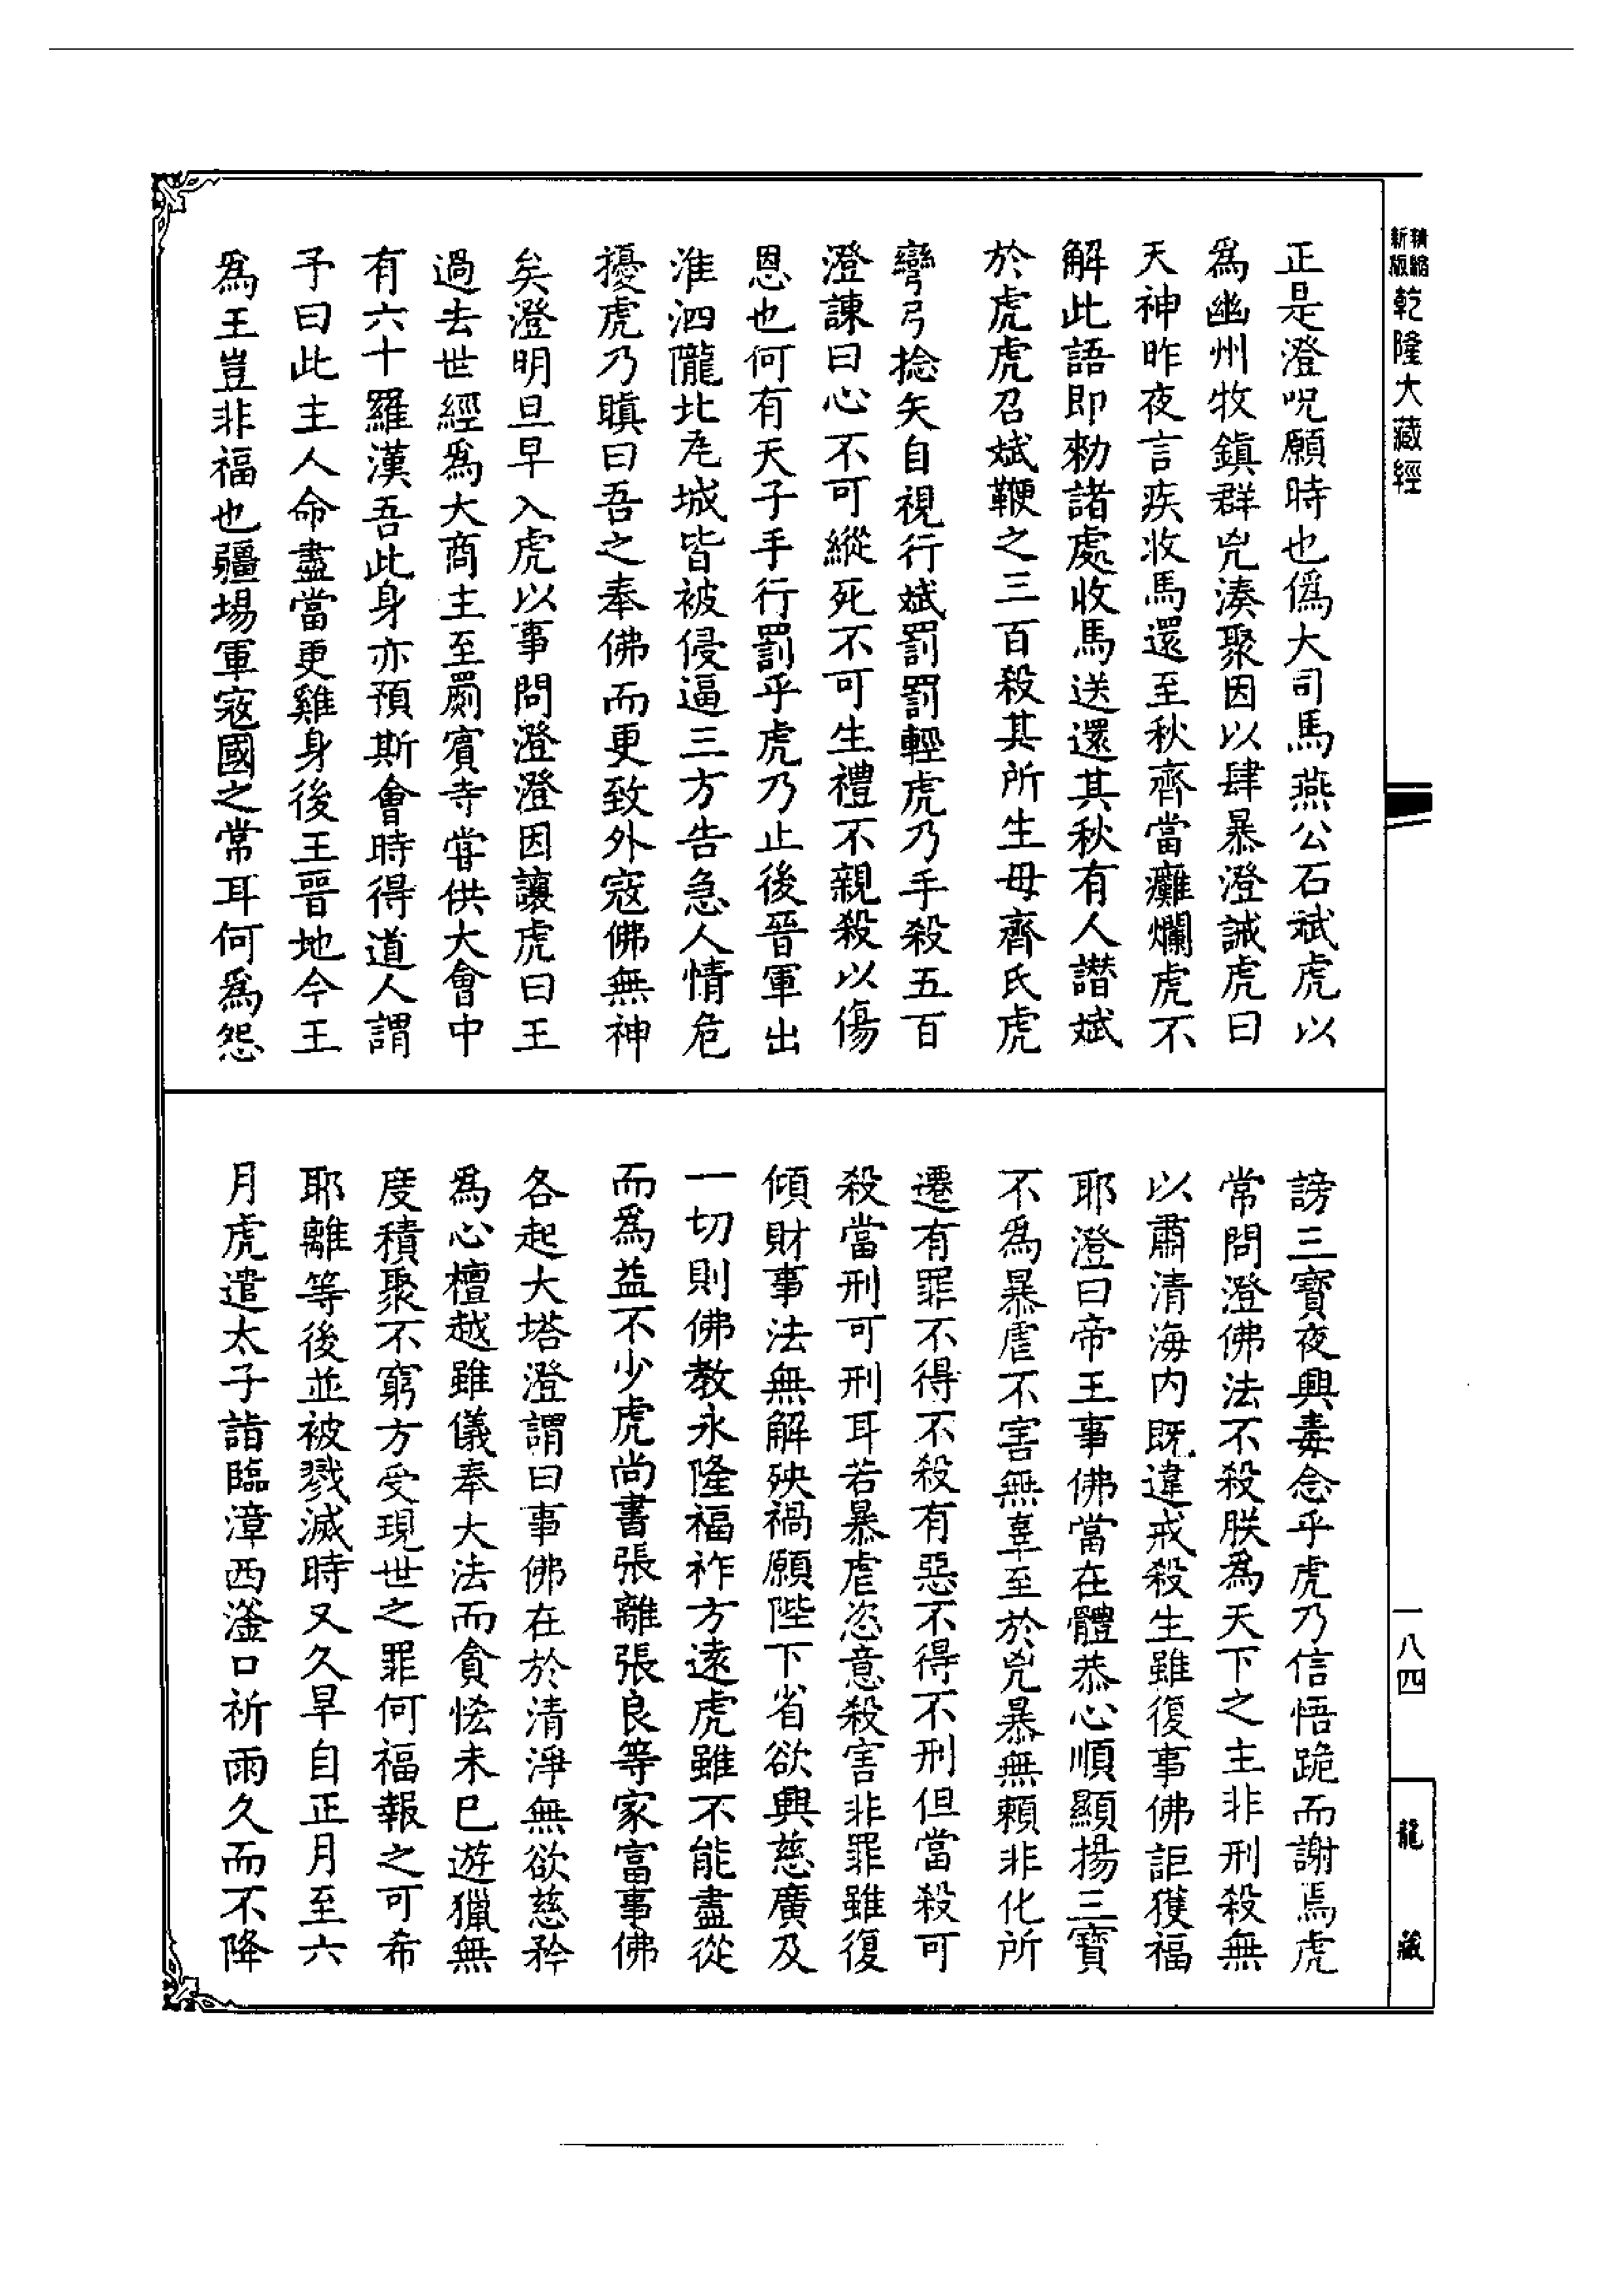 精縮新版乾隆大藏經
正是澄呪願時也偽大司馬燕公石斌虎以
為幽州牧鎮群兇湊聚因以肆暴澄誡虎曰
天神昨夜言疾收馬還至秋齊當癱爛虎不
解此語即勑諸處收馬送還其秋有人譖斌
於虎虎召斌鞭之三百殺其所生母齊氏虎
彎弓捻矢自視行斌罰罰輕虎乃手殺五百
澄諫曰心不可縱死不可生禮不親殺以傷
恩也何有天子手行罰乎虎乃止後晉軍出
淮泗隴北凡城皆被侵逼三方告急人情危
擾虎乃瞋曰吾之奉佛而更致外寇佛無神
矣澄明旦早入虎以事問澄澄因讓虎曰王
過去世經為大商主至罽賓寺嘗供大會中
有六十羅漢吾此身亦預斯會時得道人謂
予曰此主人命盡當更雞身後王晉地今王
為王豈非福也疆場軍寇國之常耳何為怨
謗三寶夜興毒念乎虎乃信悟跪而謝焉虎
常問澄佛法不殺朕為天下之主非刑殺無
以肅清海內既違戒殺生雖復事佛詎獲福
耶澄曰帝王事佛當在體恭心順顯揚三寶
不為暴虐不害無辜至於兇暴無賴非化所
遷有罪不得不殺有惡不得不刑但當殺可
殺當刑可刑耳若暴虐恣意殺害非罪雖復
傾財事法無解殃禍願陛下省欲興慈廣及
一切則佛教永隆福祚方遠虎雖不能盡從
而為益不少虎尚書張離張良等家富事佛
各起大塔澄謂曰事佛在於清淨無欲慈矜
為心檀越雖儀奉大法而貪恡未已遊獵無
度積聚不窮方受現世之罪何福報之可希
耶離等後並被戮滅時又久旱自正月至六
月虎遣太子詣臨漳西滏口祈雨久而不降
一八四
龍藏